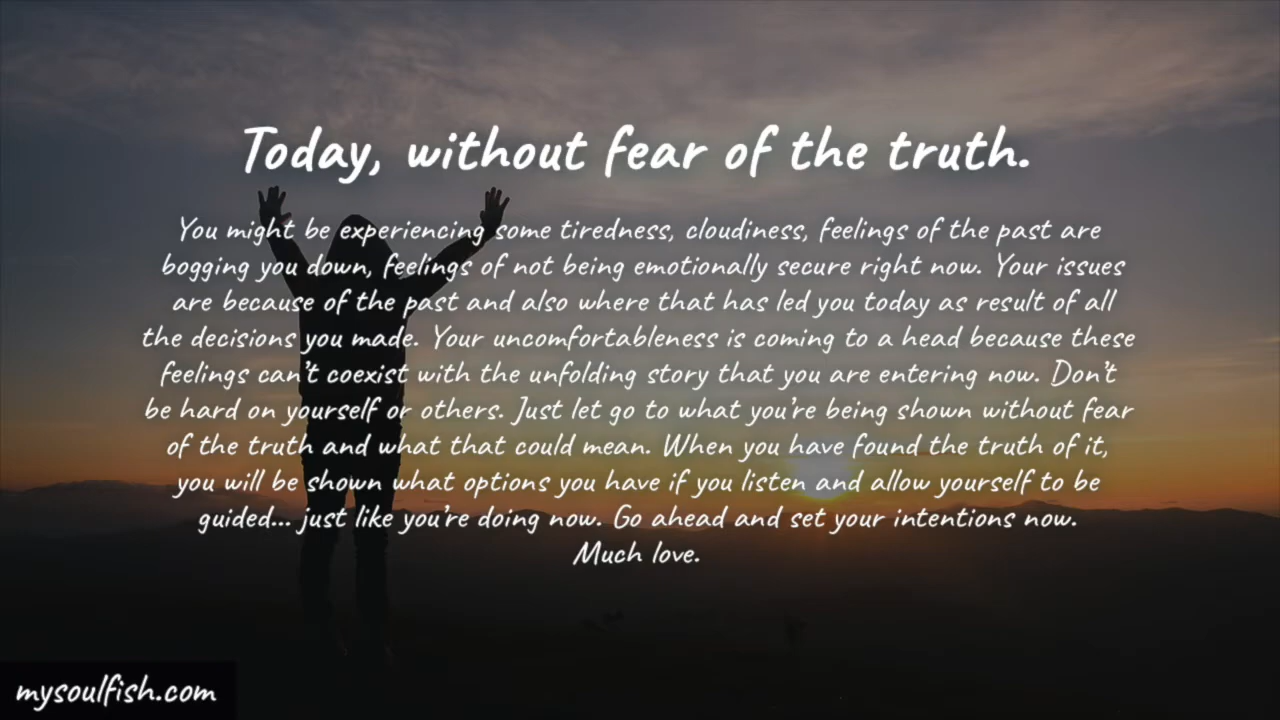 Today, without fear of the truth.
You might be experiencing some tiredness, cloudiness, feelings of the past are
bogging you down, feelings of not being emotionally secure right now. Your issues
are because of the past and also where that has led you today as result of all
the decisions you made. Your uncomfortableness is coming to a head because these
feelings can't coexist with the unfolding story that you are entering now. Don't
be hard on yourself or others. Just let go to what you're being shown without fear
of the truth and what that could mean. When you have found the truth of it,
you will be shown what options you have if you listen and allow yourself to be
guided... just like you're doing now. Go ahead and set your intentions now.
Much love.
mysoulfish.com